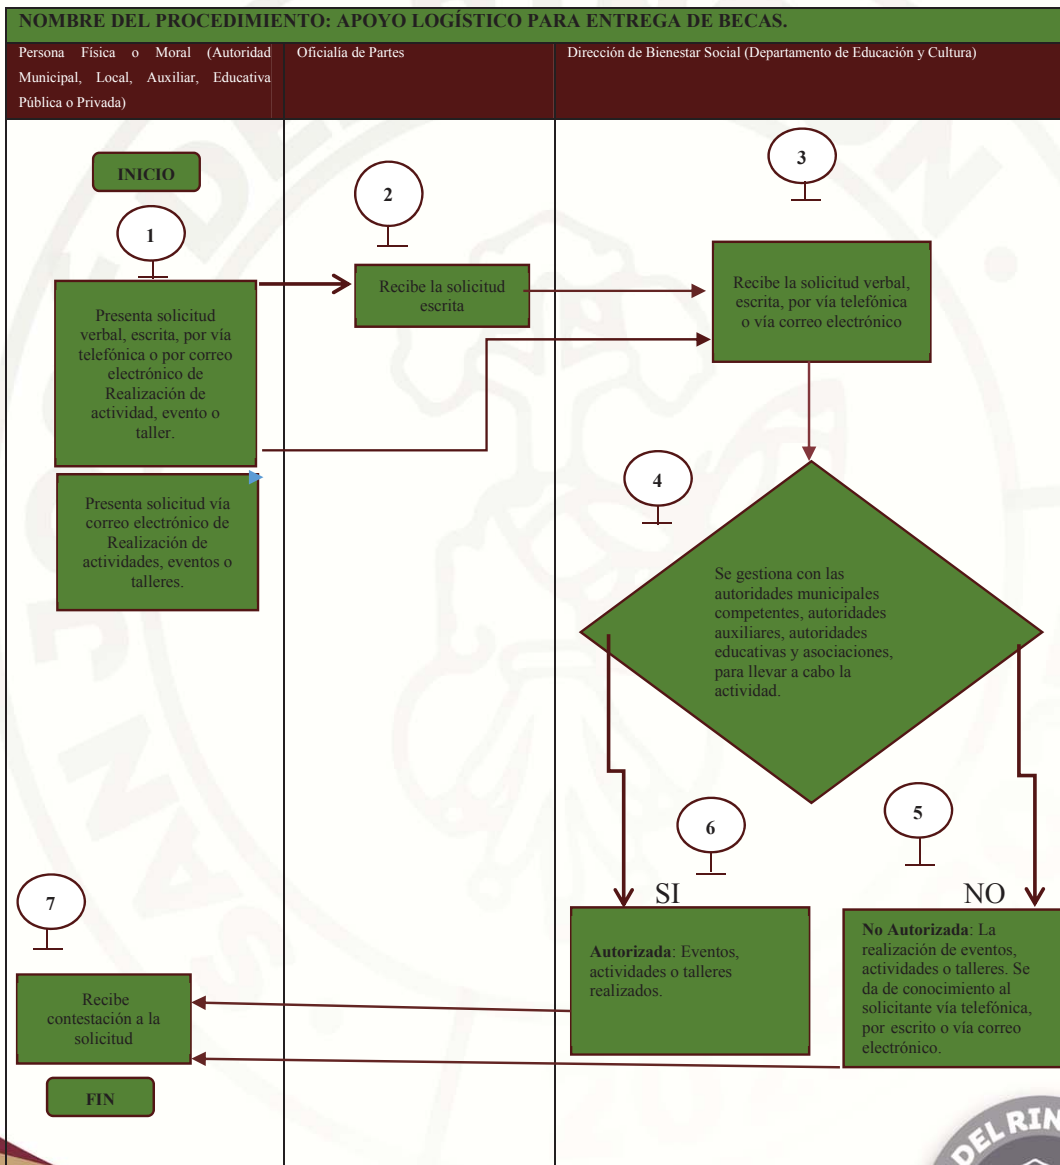 NOMBRE DEL PROCEDIMIENTO: APOYO LOGÍSTICO PARA ENTREGA DE BECAS.
Persona Física o Moral (Autoridad
Municipal, Local, Auxiliar, Educativa
Pública o Privada)
Oficialía de Partes
Dirección de Bienestar Social (Departamento de Educación y Cultura)
INICIO
1
Presenta solicitud
verbal, escrita, por vía
telefónica o por correo
electrónico de
Realización de
actividad, evento o
taller.
Presenta solicitud vía
correo electrónico de
Realización de
actividades, eventos o
talleres.
2
Recibe la solicitud
escrita
3
Recibe la solicitud verbal,
escrita, por vía telefónica
o vía correo electrónico
4
Se gestiona con las
autoridades municipales
competentes, autoridades
auxiliares, autoridades
educativas y asociaciones,
para llevar a cabo la
actividad.
5
NO
No Autorizada: La
realización de eventos,
actividades o talleres. Se
da de conocimiento al
solicitante vía telefónica,
por escrito o vía correo
electrónico.
6
SI
Autorizada: Eventos,
actividades o talleres
realizados.
7
Recibe
contestación a la
solicitud
FIN
DEL RIN